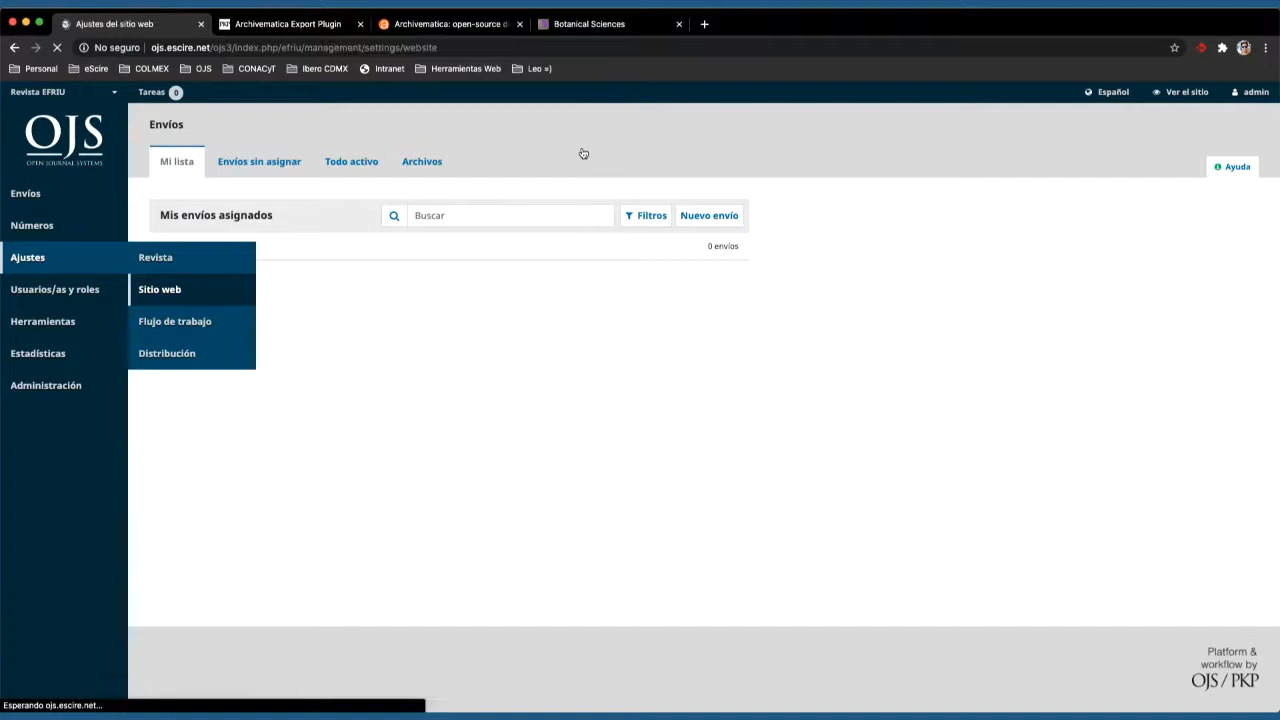 Ajustes del sitio web
Archivematica Export Plugin
Archivematica: open-source d
Botanical Sciences
No seguro
ojs.escire.net/ojs3/index.php/efriu/management/settings/website
Personal
eScire
COLMEX
OJS
CONACyT
Ibero CDMX
Intranet
Herramientas Web
Leo =)
Revista EFRIU
Tareas 0
Español
Ver el sitio
admin
OJS
OPEN JOURNAL SYSTEMS
Envíos
Mi lista
Envíos sin asignar
Todo activo
Archivos
Ayuda
Envíos
Números
Ajustes
Usuarios/as y roles
Herramientas
Estadísticas
Administración
Revista
Sitio web
Flujo de trabajo
Distribución
Mis envíos asignados
Buscar
Filtros
Nuevo envío
0 envíos
Platform &
workflow by
OJS / PKP
Esperando ojs.escire.net...